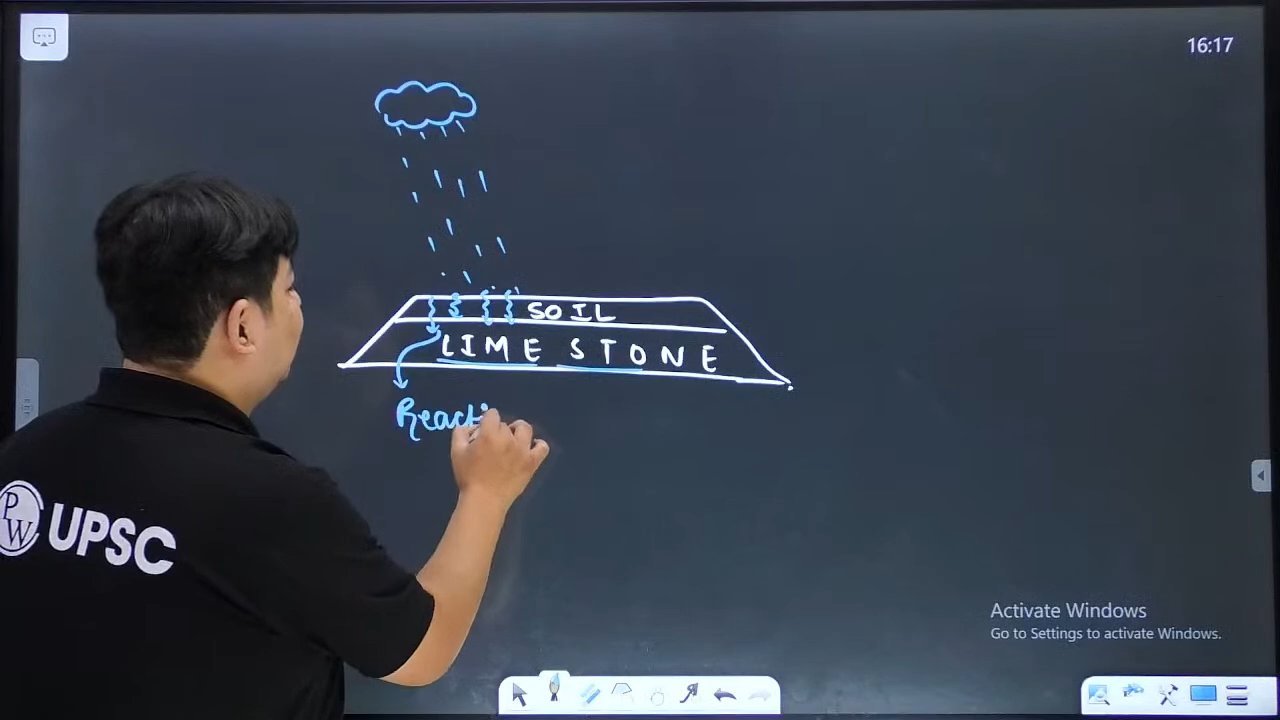 16:17
SOIL
LIME STONE
Reacti
PW UPSC
Activate Windows
Go to Settings to activate Windows.